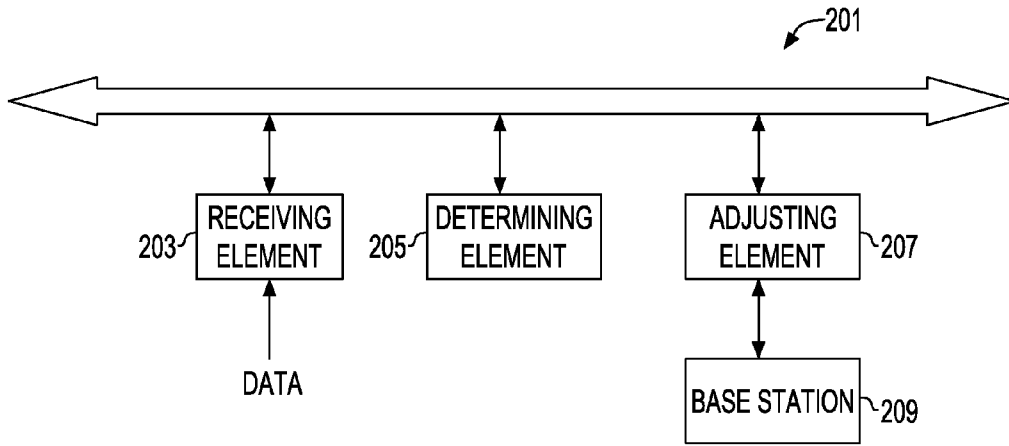 201
203
RECEIVING
ELEMENT
205
DETERMINING
ELEMENT
ADJUSTING
ELEMENT
207
DATA
BASE STATION
209